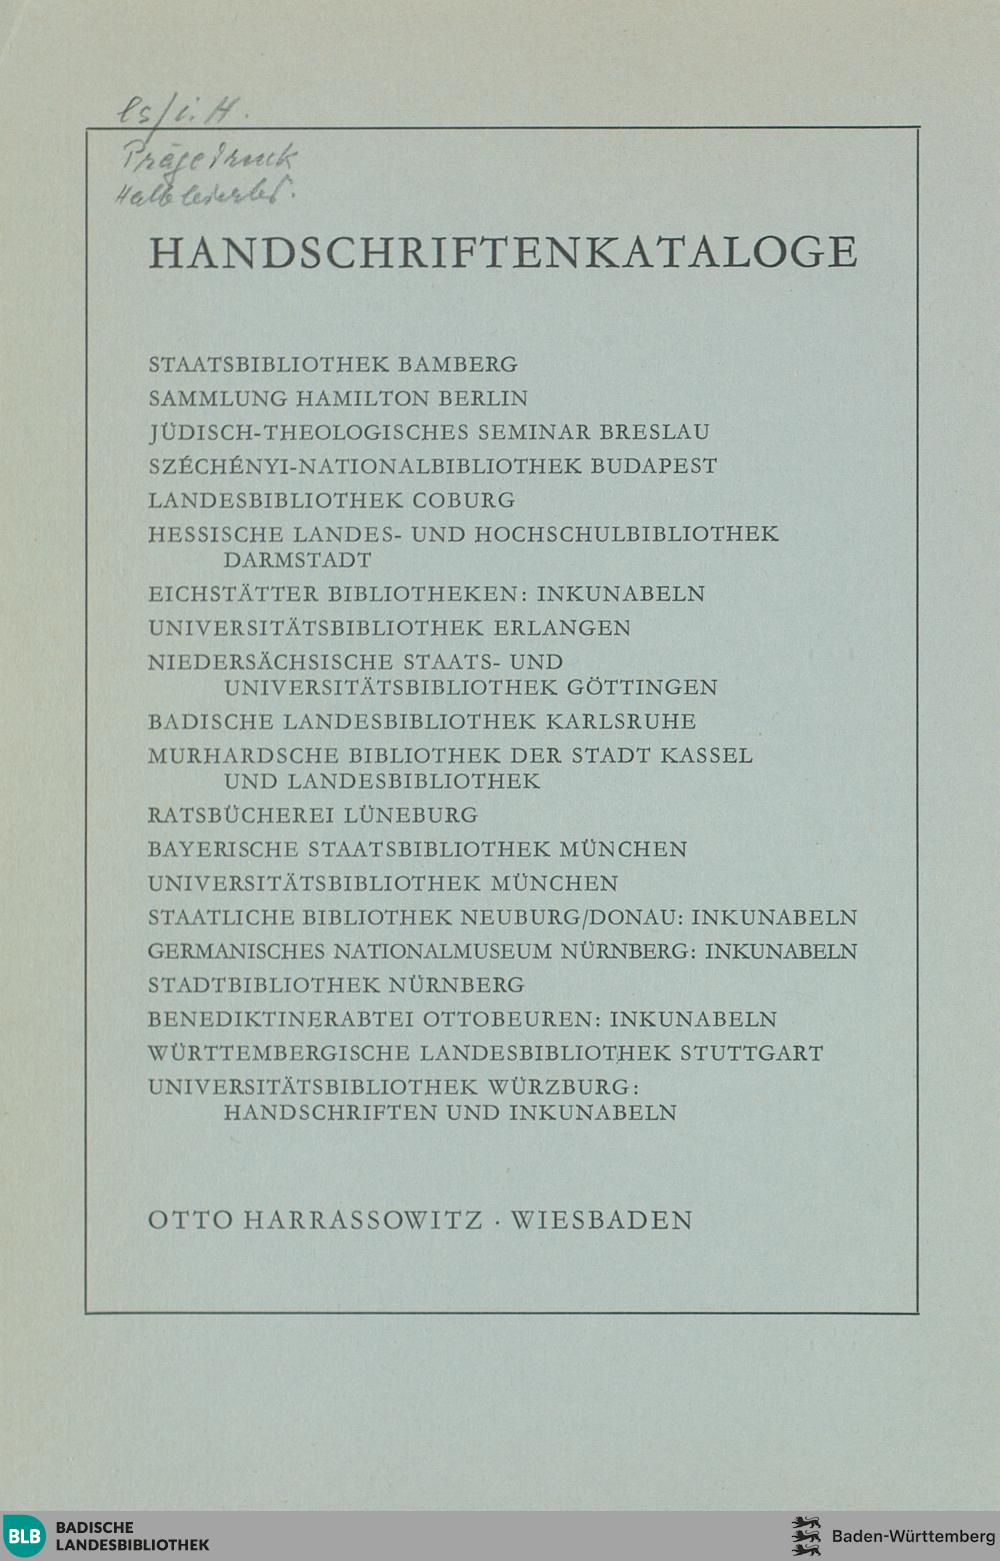 Prägedruck
HANDSCHRIFTENKATALOGE
STAATSBIBLIOTHEK BAMBERG
SAMMLUNG HAMILTON BERLIN
JÜDISCH-THEOLOGISCHES SEMINAR BRESLAU
SZÉCHÉNYI-NATIONALBIBLIOTHEK BUDAPEST
LANDESBIBLIOTHEK COBURG
HESSISCHE LANDES- UND HOCHSCHULBIBLIOTHEK
DARMSTADT
EICHSTÄTTER BIBLIOTHEKEN: INKUNABELN
UNIVERSITÄTSBIBLIOTHEK ERLANGEN
NIEDERSÄCHSISCHE STAATS- UND
UNIVERSITÄTSBIBLIOTHEK GÖTTINGEN
BADISCHE LANDESBIBLIOTHEK KARLSRUHE
MURHARDSCHE BIBLIOTHEK DER STADT KASSEL
UND LANDESBIBLIOTHEK
RATSBÜCHEREI LÜNEBURG
BAYERISCHE STAATSBIBLIOTHEK MÜNCHEN
UNIVERSITÄTSBIBLIOTHEK MÜNCHEN
STAATLICHE BIBLIOTHEK NEUBURG/DONAU: INKUNABELN
GERMANISCHES NATIONALMUSEUM NÜRNBERG: INKUNABELN
STADTBIBLIOTHEK NÜRNBERG
BENEDIKTINERABTEI OTTOBEUREN: INKUNABELN
WÜRTTEMBERGISCHE LANDESBIBLIOTHEK STUTTGART
UNIVERSITÄTSBIBLIOTHEK WÜRZBURG:
HANDSCHRIFTEN UND INKUNABELN
OTTO HARRASSOWITZ · WIESBADEN
BLB BADISCHE
LANDESBIBLIOTHEK
Baden-Württemberg